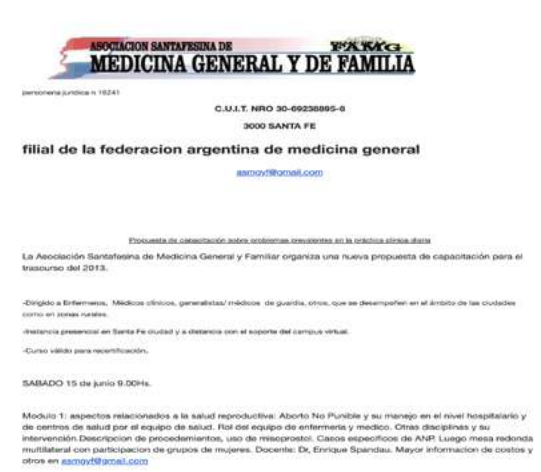 ASOCIACION SANTAFESINA DE FAMG
MEDICINA GENERAL Y DE FAMILIA
personeria juridica n 16241
C.U.I.T. NRO 30-69236895-6
3000 SANTA FE
filial de la federacion argentina de medicina general
asmgyf@gmail.com
Propuesta de capacitación sobre problemas prevalentes en la práctica clínica diaria
La Asociación Santafesina de Medicina General y Familiar organiza una nueva propuesta de capacitación para el
trascurso del 2013.
-Dirigido a Enfermeros, Médicos clínicos, generalistas/ médicos de guardia, otros, que se desempeñen en el ámbito de las ciudades
como en zonas rurales.
-Instancia presencial en Santa Fe ciudad y a distancia con el soporte del campus virtual.
-Curso válido para recertificación.
SABADO 15 de junio 9.00Hs.
Modulo 1: aspectos relacionados a la salud reproductiva: Aborto No Punible y su manejo en el nivel hospitalario y
de centros de salud por el equipo de salud. Rol del equipo de enfermeria y medico. Otras disciplinas y su
intervención.Descripcion de procedamientos, uso de misoprostol. Casos especificos de ANP. Luego mesa redonda
multilateral con participacion de grupos de mujeres. Docente: Dr, Enrique Spandau. Mayor informacion de costos y
otros en asmgyf@gmail.com